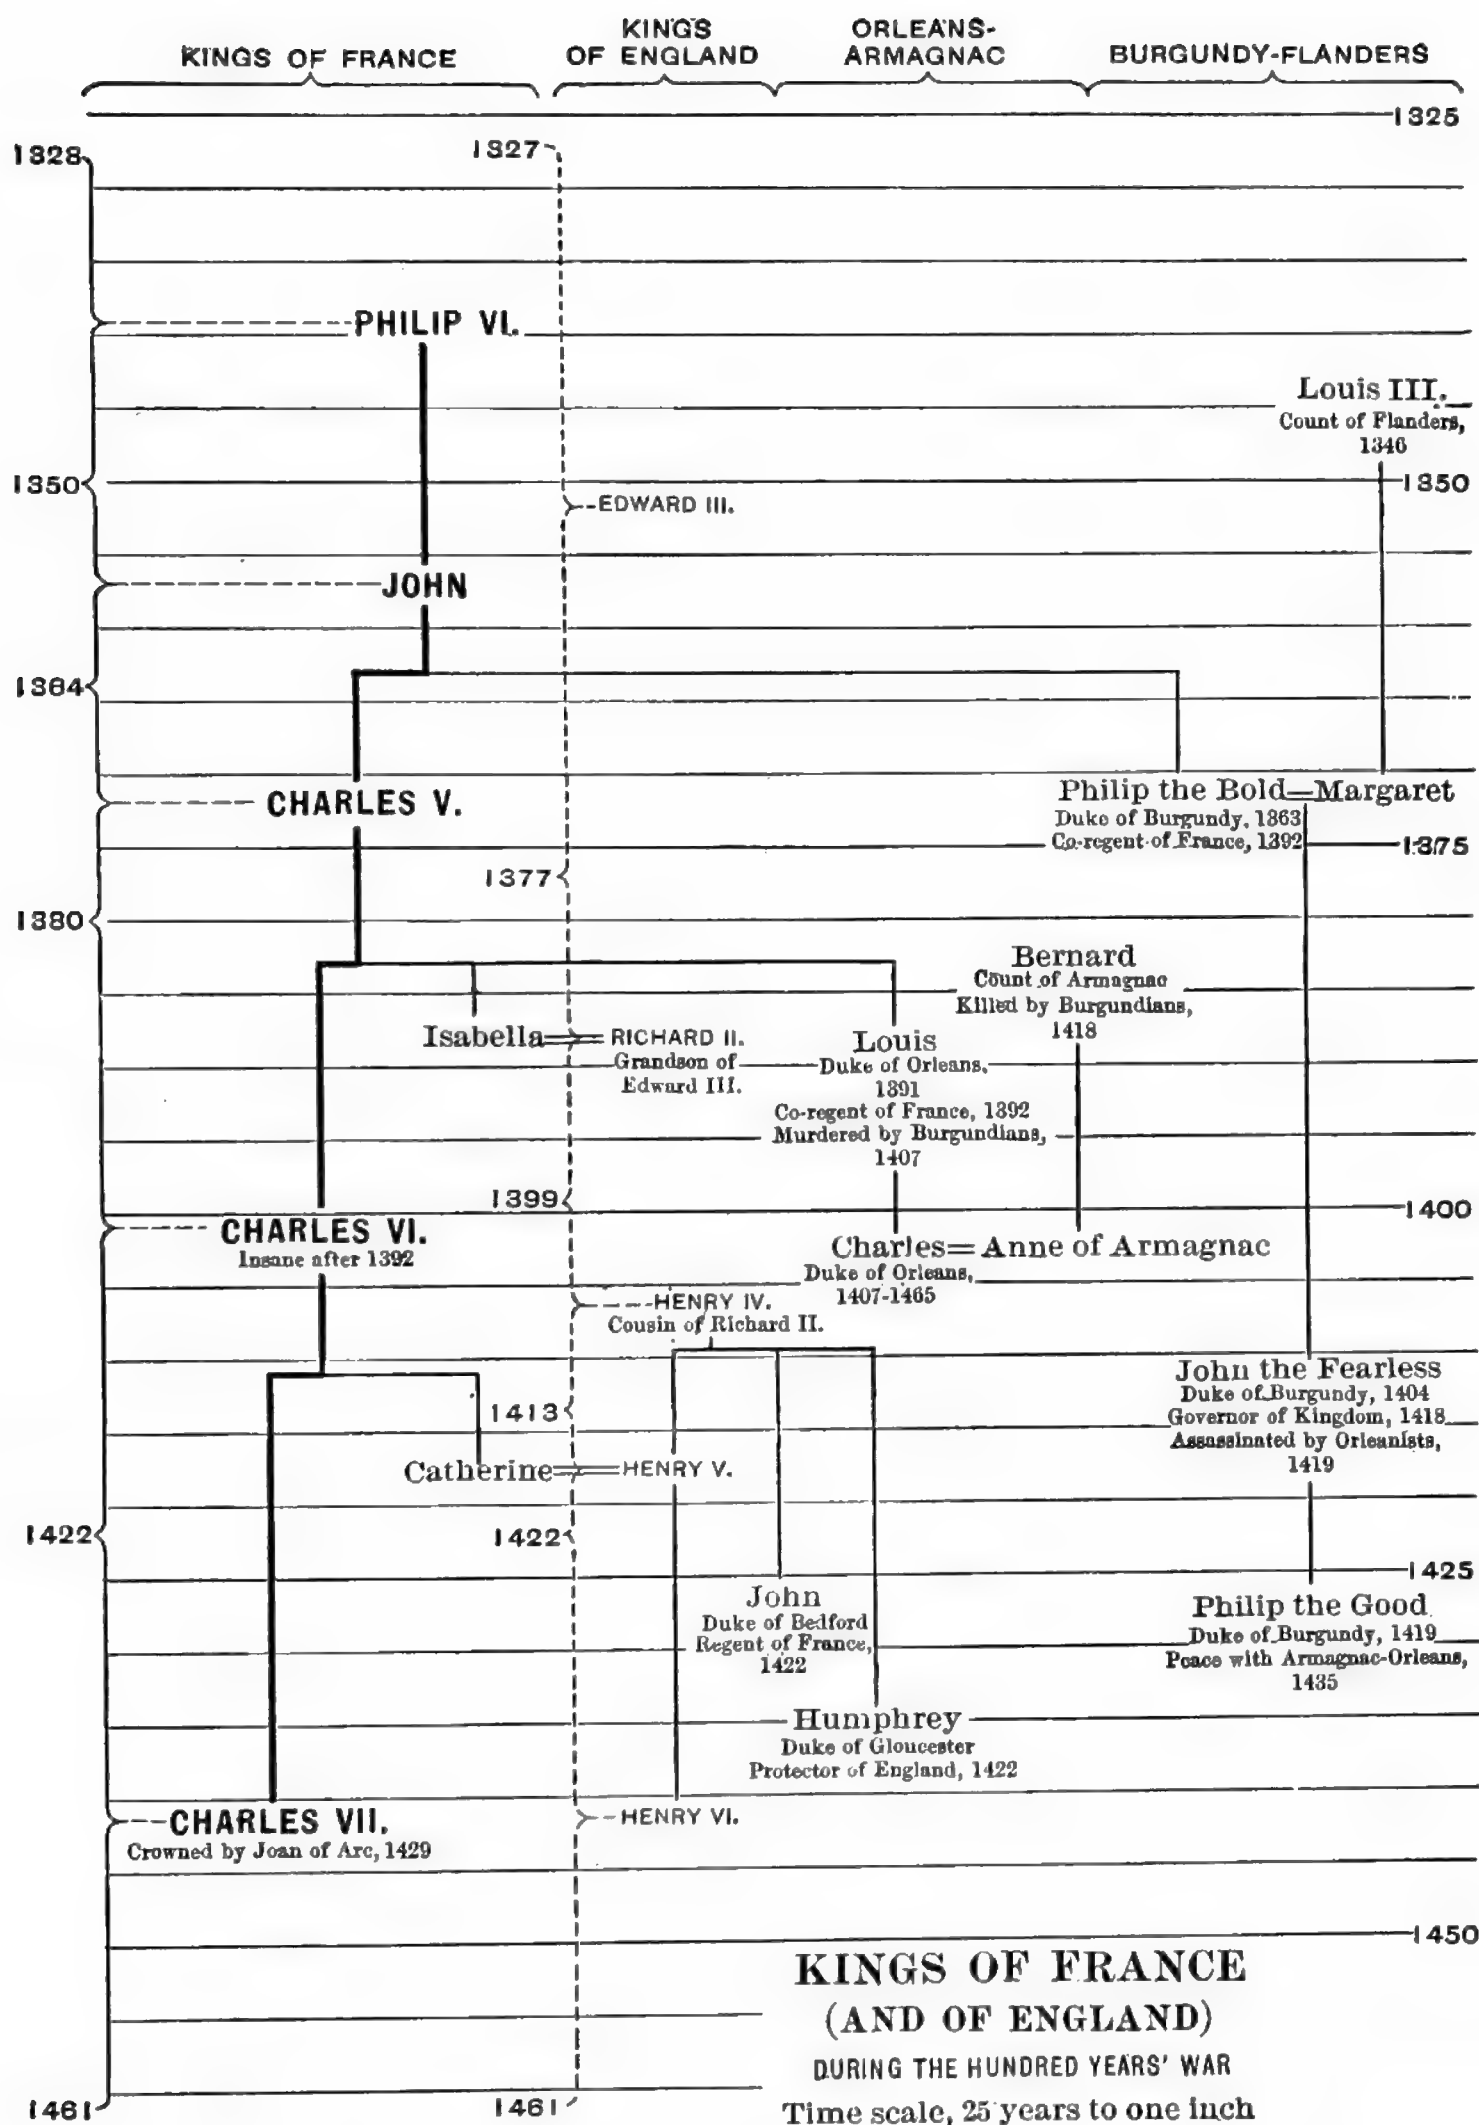 KINGS OF FRANCE
KINGS
OF ENGLAND
ORLEANS-
ARMAGNAC
BURGUNDY-FLANDERS
1325
1328
1327
PHILIP VI.
Louis III.
Count of Flanders,
1346
1350
1350
EDWARD III.
JOHN
1364
CHARLES V.
Philip the Bold=Margaret
Duke of Burgundy, 1363
Co-regent of France, 1392
1375
1377
1380
Bernard
Count of Armagnac
Killed by Burgundians,
1418
Isabella=RICHARD II.
Grandson of
Edward III.
Louis
Duke of Orleans,
1391
Co-regent of France, 1392
Murdered by Burgundians,
1407
1399
1400
CHARLES VI.
Insane after 1392
Charles=Anne of Armagnac
Duke of Orleans,
1407-1465
HENRY IV.
Cousin of Richard II.
John the Fearless
Duke of Burgundy, 1404
Governor of Kingdom, 1418
Assassinated by Orleanists,
1419
1413
Catherine=HENRY V.
1422
1422
1425
John
Duke of Bedford
Regent of France,
1422
Philip the Good
Duke of Burgundy, 1419
Peace with Armagnac-Orleans,
1435
Humphrey
Duke of Gloucester
Protector of England, 1422
CHARLES VII.
Crowned by Joan of Arc, 1429
HENRY VI.
1450
KINGS OF FRANCE
(AND OF ENGLAND)
DURING THE HUNDRED YEARS' WAR
Time scale, 25 years to one inch
1461
1461